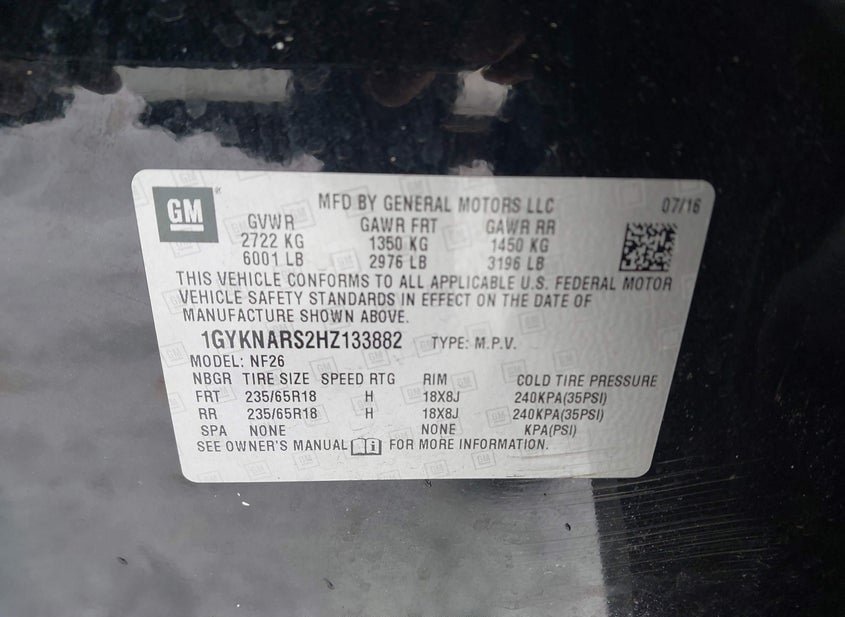 GM
MFD BY GENERAL MOTORS LLC 07/16
GVWR GAWR FRT GAWR RR
2722 KG 1350 KG 1450 KG
6001 LB 2976 LB 3196 LB
THIS VEHICLE CONFORMS TO ALL APPLICABLE U.S. FEDERAL MOTOR
VEHICLE SAFETY STANDARDS IN EFFECT ON THE DATE OF
MANUFACTURE SHOWN ABOVE.
1GYKNARS2HZ133882 TYPE: M.P.V.
MODEL: NF26
NBGR TIRE SIZE SPEED RTG RIM COLD TIRE PRESSURE
FRT 235/65R18 H 18X8J 240KPA(35PSI)
RR 235/65R18 H 18X8J 240KPA(35PSI)
SPA NONE NONE KPA(PSI)
SEE OWNER'S MANUAL FOR MORE INFORMATION.